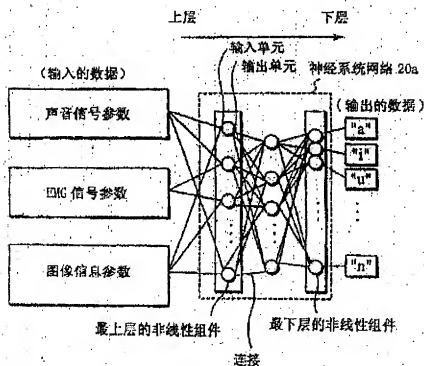 上层
下层
输入单元
输出单元
神经系统网络 20a
(输入的数据)
(输出的数据)
声音信号参数
EMG 信号参数
图像信息参数
"a"
"i"
"u"
"n"
最上层的非线性组件
最下层的非线性组件
连接